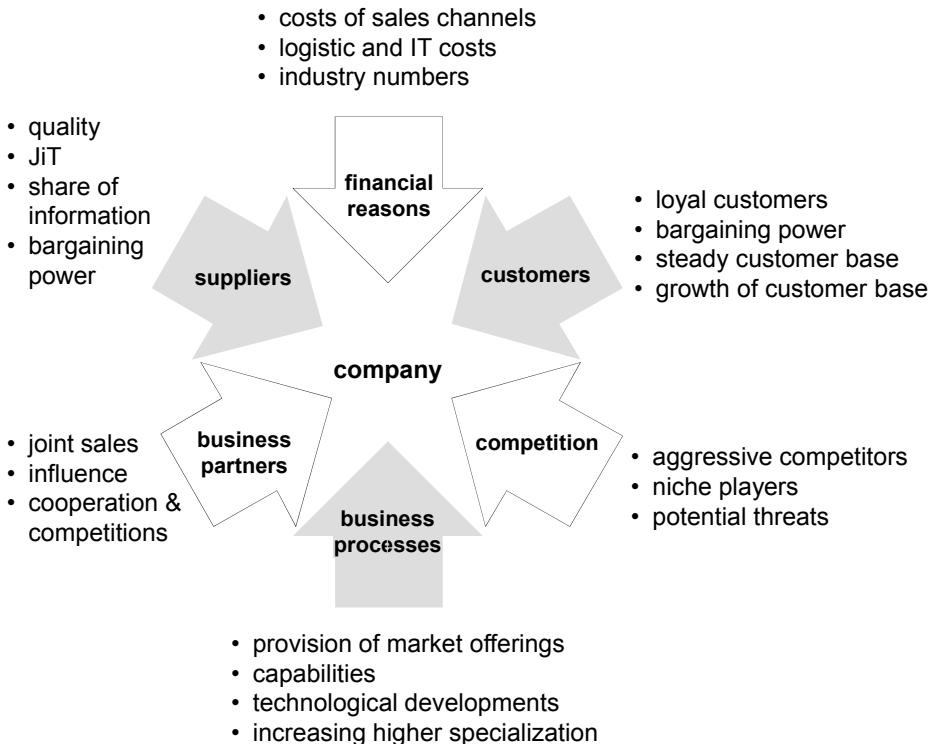 • costs of sales channels
• logistic and IT costs
• industry numbers
• quality
• JiT
• share of
information
• bargaining
power
financial
reasons
• loyal customers
• bargaining power
• steady customer base
• growth of customer base
suppliers
customers
company
• joint sales
• influence
• cooperation &
competitions
business
partners
competition
• aggressive competitors
• niche players
• potential threats
business
processes
• provision of market offerings
• capabilities
• technological developments
• increasing higher specialization